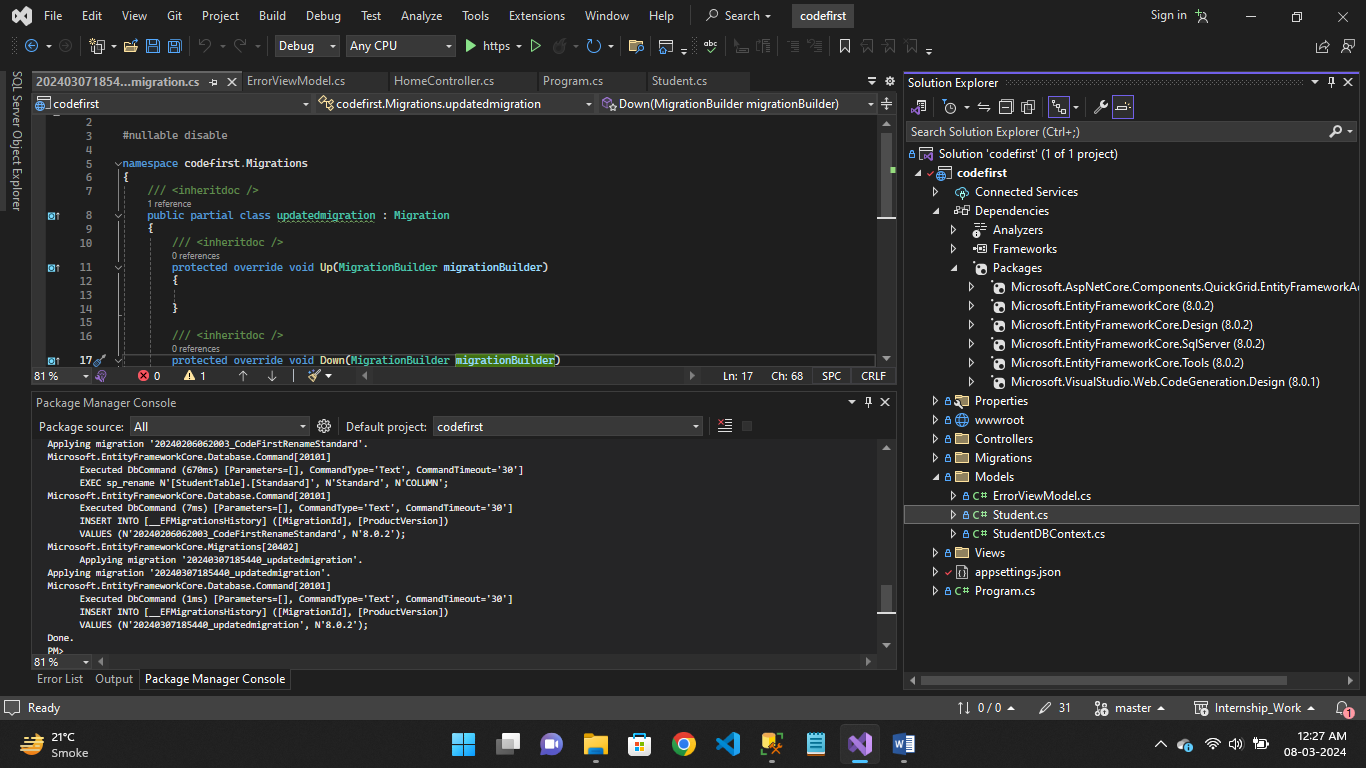 File Edit View Git Project Build Debug Test Analyze Tools Extensions Window Help Search codefirst Sign in
Debug Any CPU https
SQL Server Object Explorer
202403071854...migration.cs ErrorViewModel.cs HomeController.cs Program.cs Student.cs
codefirst codefirst.Migrations.updatedmigration Down(MigrationBuilder migrationBuilder)
2
3 #nullable disable
4
5 namespace codefirst.Migrations
6 {
7 /// <inheritdoc />
1 reference
8 public partial class updatedmigration : Migration
9 {
10 /// <inheritdoc />
0 references
11 protected override void Up(MigrationBuilder migrationBuilder)
12 {
13
14 }
15
16 /// <inheritdoc />
0 references
17 protected override void Down(MigrationBuilder migrationBuilder)
81 % 0 1 Ln: 17 Ch: 68 SPC CRLF
Package Manager Console
Package source: All Default project: codefirst
Applying migration '20240206062003_CodeFirstRenameStandard'.
Microsoft.EntityFrameworkCore.Database.Command[20101]
Executed DbCommand (670ms) [Parameters=[], CommandType='Text', CommandTimeout='30']
EXEC sp_rename N'[StudentTable].[Standaard]', N'Standard', N'COLUMN';
Microsoft.EntityFrameworkCore.Database.Command[20101]
Executed DbCommand (7ms) [Parameters=[], CommandType='Text', CommandTimeout='30']
INSERT INTO [__EFMigrationsHistory] ([MigrationId], [ProductVersion])
VALUES (N'20240206062003_CodeFirstRenameStandard', N'8.0.2');
Microsoft.EntityFrameworkCore.Migrations[20402]
Applying migration '20240307185440_updatedmigration'.
Applying migration '20240307185440_updatedmigration'.
Microsoft.EntityFrameworkCore.Database.Command[20101]
Executed DbCommand (1ms) [Parameters=[], CommandType='Text', CommandTimeout='30']
INSERT INTO [__EFMigrationsHistory] ([MigrationId], [ProductVersion])
VALUES (N'20240307185440_updatedmigration', N'8.0.2');
Done.
PM>
81 %
Error List Output Package Manager Console
Solution Explorer
Search Solution Explorer (Ctrl+;)
Solution 'codefirst' (1 of 1 project)
codefirst
Connected Services
Dependencies
Analyzers
Frameworks
Packages
Microsoft.AspNetCore.Components.QuickGrid.EntityFrameworkAc
Microsoft.EntityFrameworkCore (8.0.2)
Microsoft.EntityFrameworkCore.Design (8.0.2)
Microsoft.EntityFrameworkCore.SqlServer (8.0.2)
Microsoft.EntityFrameworkCore.Tools (8.0.2)
Microsoft.VisualStudio.Web.CodeGeneration.Design (8.0.1)
Properties
wwwroot
Controllers
Migrations
Models
C# ErrorViewModel.cs
C# Student.cs
C# StudentDBContext.cs
Views
appsettings.json
C# Program.cs
Ready 0 / 0 31 master Internship_Work 1
21°C
Smoke
12:27 AM
08-03-2024